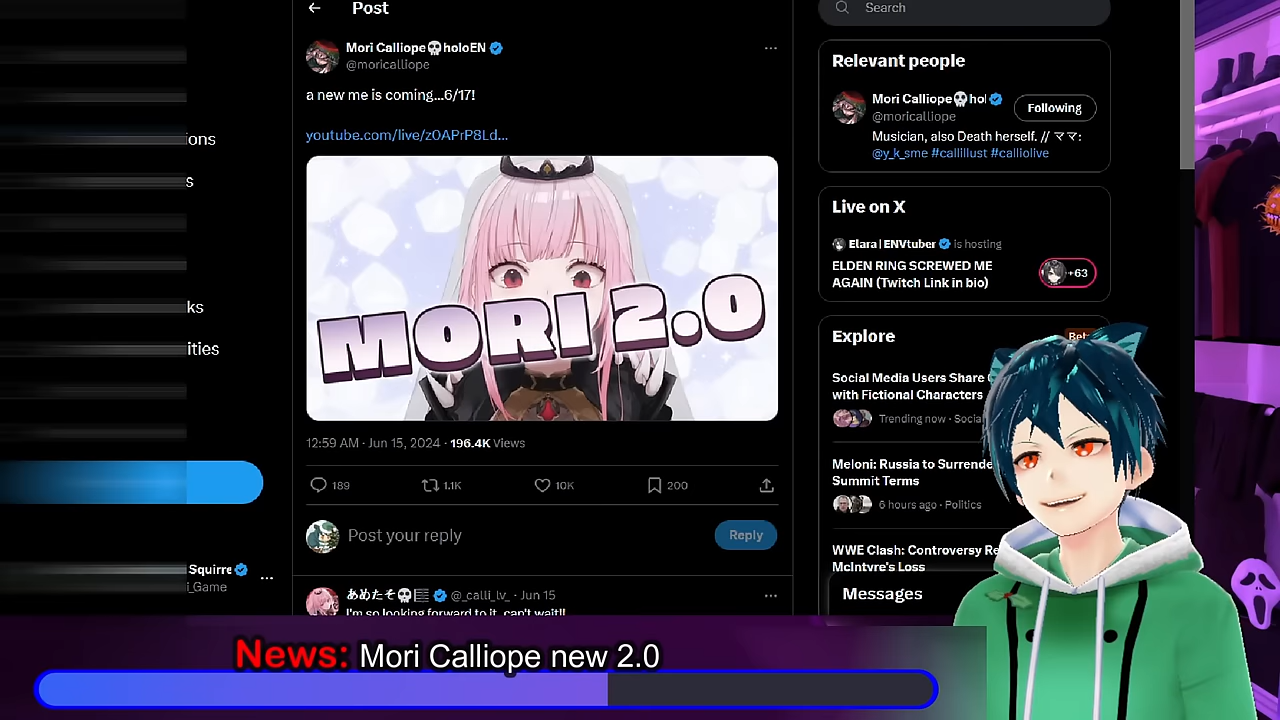 Post
Search
Mori Calliope💀holoEN
@moricalliope
a new me is coming...6/17!
youtube.com/live/z0APrP8Ld...
MORI 2.0
12:59 AM · Jun 15, 2024 · 196.4K Views
189
1.1K
10K
200
Post your reply
Reply
あめたそ💀 @_calli_lv_ · Jun 15
I'm so looking forward to it, can't wait!!
ions
s
ks
ities
Squirre
i_Game
Relevant people
Mori Calliope💀hol
@moricalliope
Following
Musician, also Death herself. // ママ:
@y_k_sme #callillust #calliolive
Live on X
Elara | ENVtuber is hosting
ELDEN RING SCREWED ME
AGAIN (Twitch Link in bio)
+63
Explore
Bet
Social Media Users Share
with Fictional Characters
Trending now · Social
Meloni: Russia to Surrende
Summit Terms
6 hours ago · Politics
WWE Clash: Controversy Re
McIntyre's Loss
Messages
News: Mori Calliope new 2.0